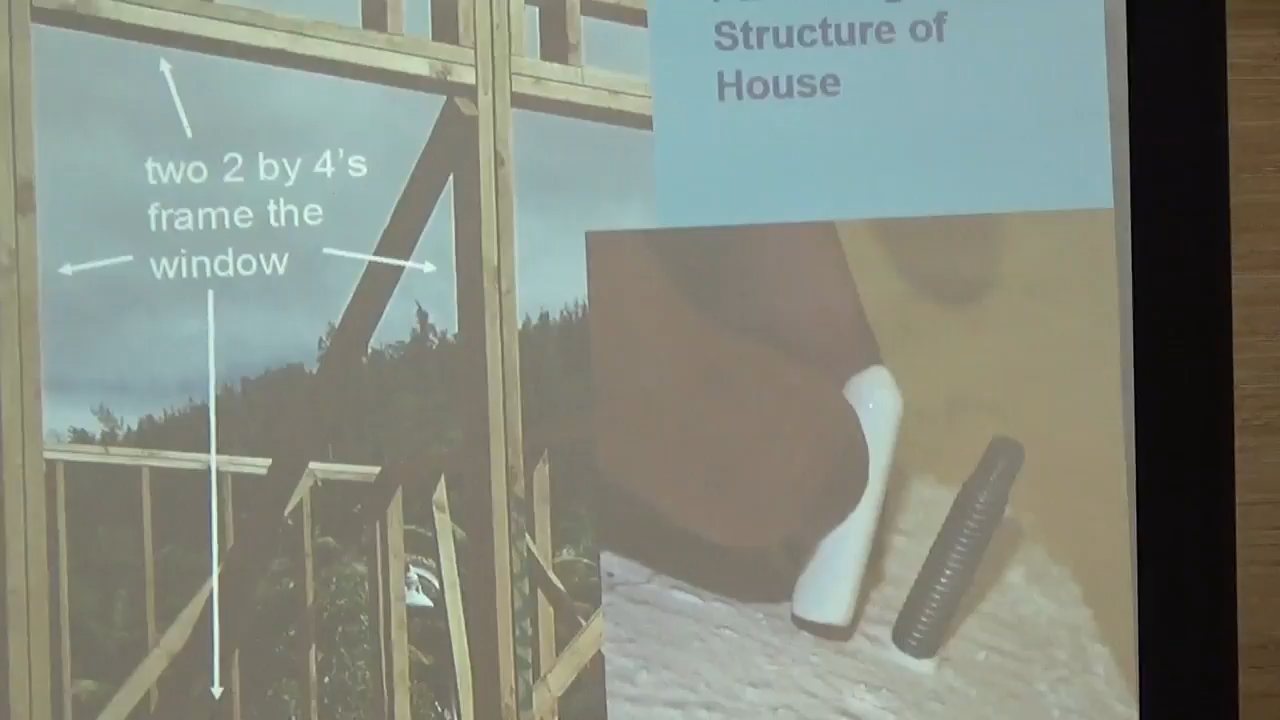 Structure of
House
two 2 by 4's
frame the
window